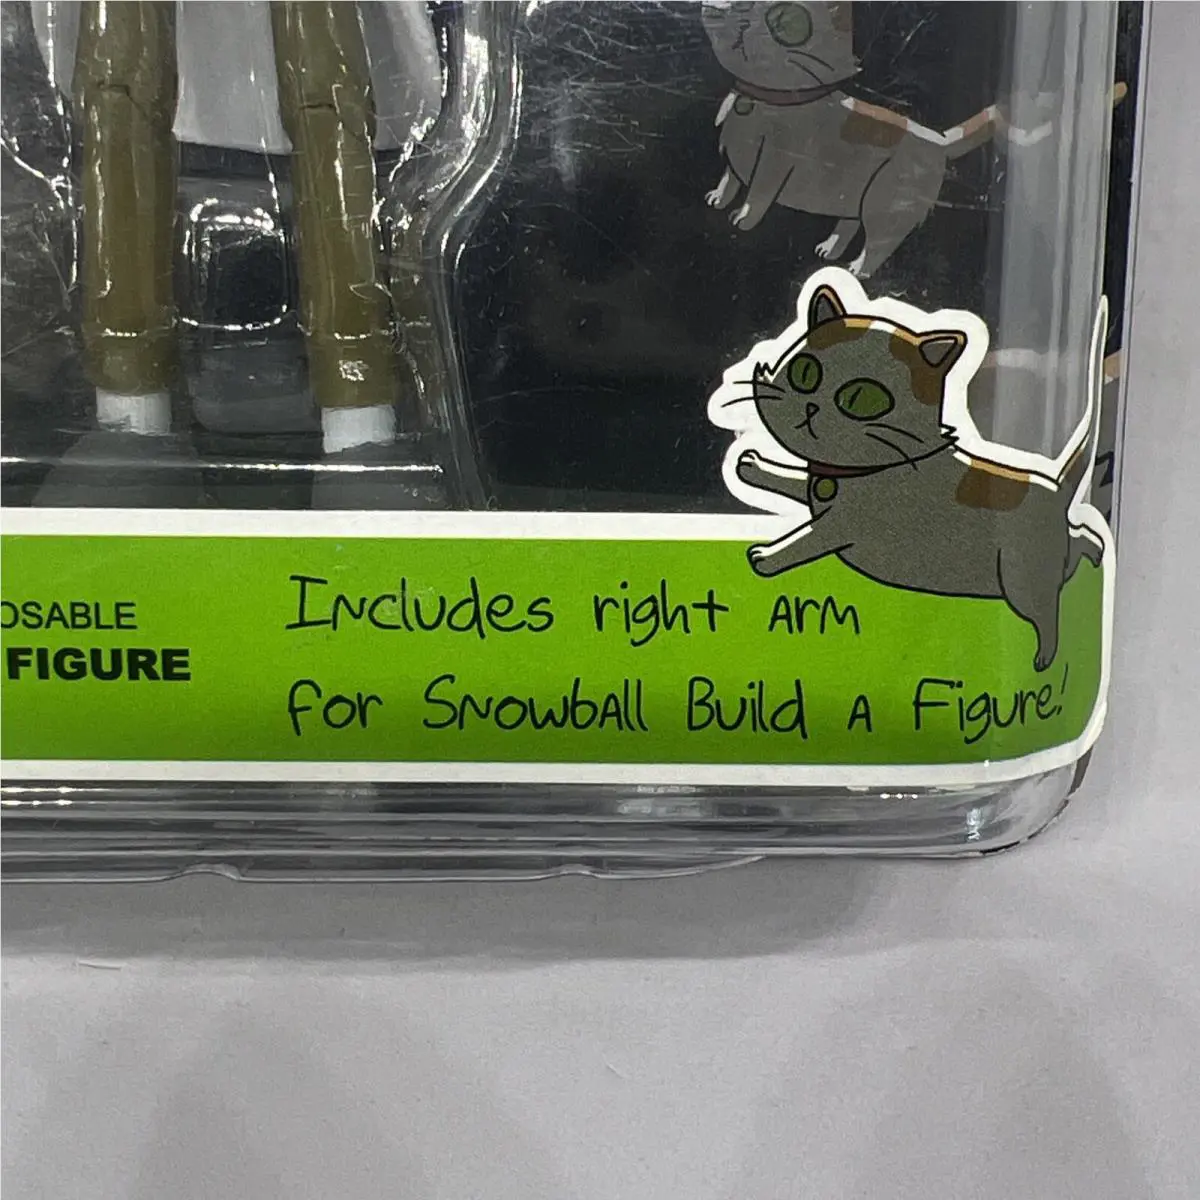 OSABLE
FIGURE
Includes right arm
for Snowball Build A Figure!